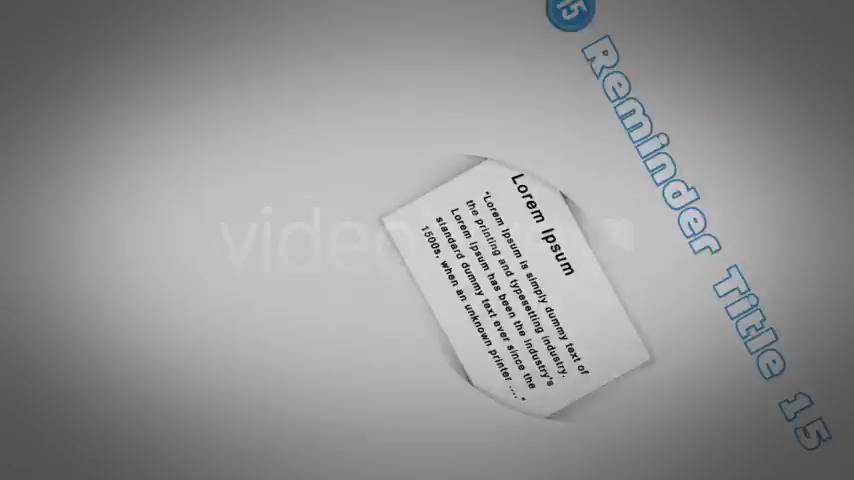 15
Reminder Title 15
Lorem Ipsum
"Lorem Ipsum is simply dummy text of
the printing and typesetting industry.
Lorem Ipsum has been the industry's
standard dummy text ever since the
1500s, when an unknown printer ...."